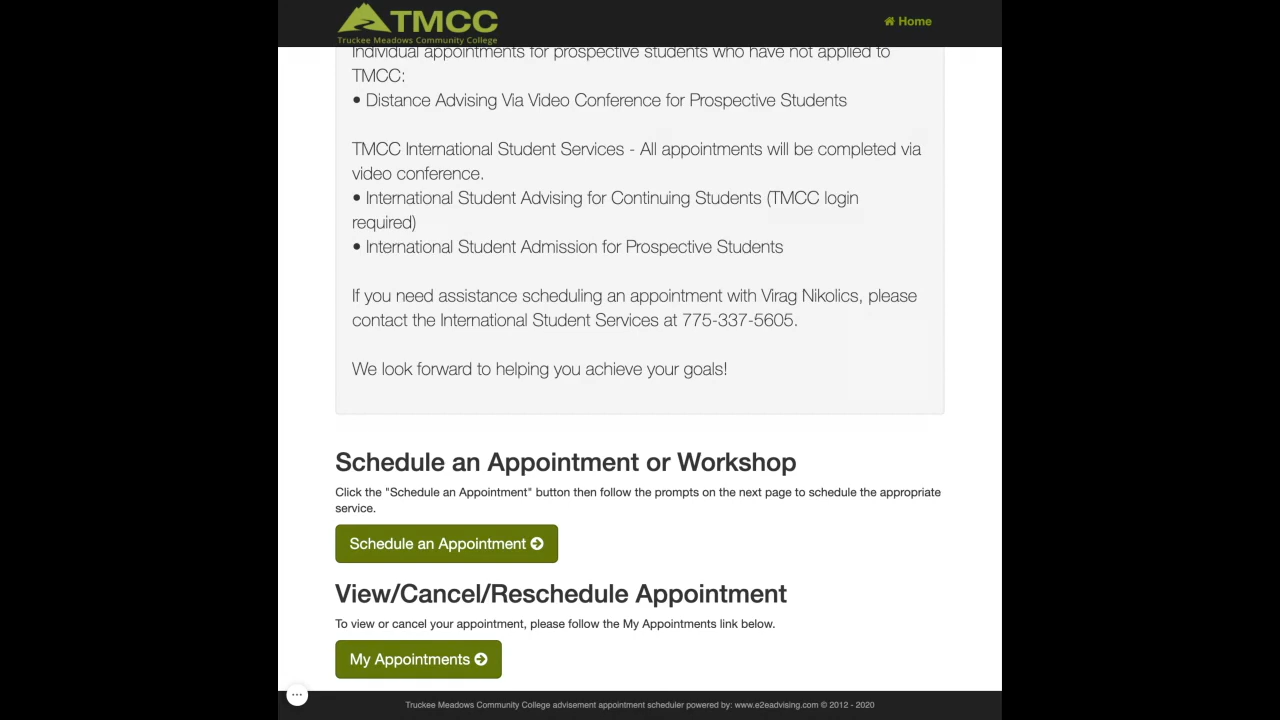 TMCC
Truckee Meadows Community College
Home
Individual appointments for prospective students who have not applied to
TMCC:
• Distance Advising Via Video Conference for Prospective Students
TMCC International Student Services - All appointments will be completed via
video conference.
• International Student Advising for Continuing Students (TMCC login
required)
• International Student Admission for Prospective Students
If you need assistance scheduling an appointment with Virag Nikolics, please
contact the International Student Services at 775-337-5605.
We look forward to helping you achieve your goals!
Schedule an Appointment or Workshop
Click the "Schedule an Appointment" button then follow the prompts on the next page to schedule the appropriate
service.
Schedule an Appointment
View/Cancel/Reschedule Appointment
To view or cancel your appointment, please follow the My Appointments link below.
My Appointments
Truckee Meadows Community College advisement appointment scheduler powered by: www.e2eadvising.com © 2012 - 2020